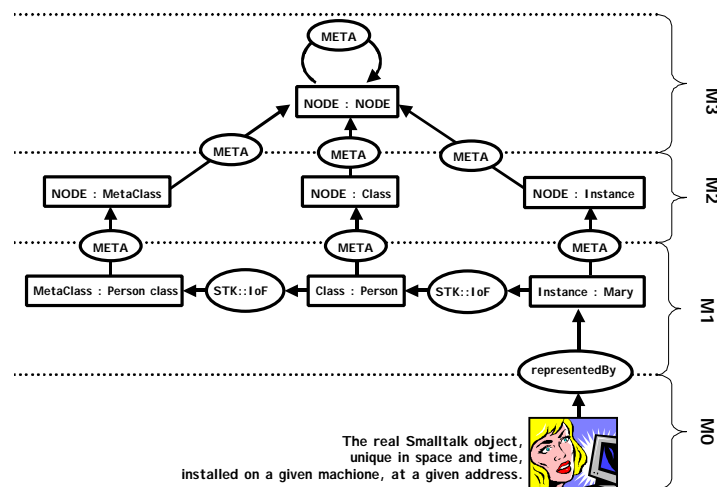 META
M3
NODE : NODE
META
META
META
NODE : MetaClass
NODE : Class
NODE : Instance
M2
META
META
META
MetaClass : Person class
STK::IoF
Class : Person
STK::IoF
Instance : Mary
M1
representedBy
M0
The real Smalltalk object,
unique in space and time,
installed on a given machione, at a given address.